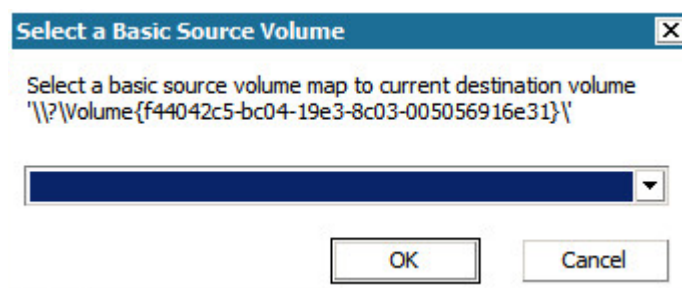 Select a Basic Source Volume
Select a basic source volume map to current destination volume
'\\?\Volume{f44042c5-bc04-19e3-8c03-005056916e31}\'
OK
Cancel